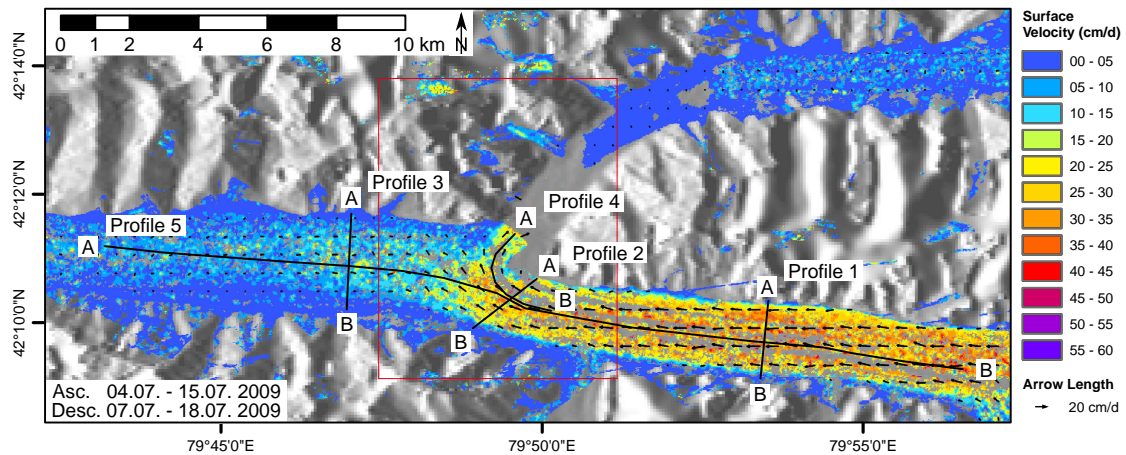 0 1 2 4 6 8 10 km
N
42°14'0"N
42°12'0"N
42°10'0"N
Profile 3
A
Profile 4
A
Profile 5
A
Profile 2
A
Profile 1
A
B
B
B
B
B
Asc. 04.07. - 15.07. 2009
Desc. 07.07. - 18.07. 2009
79°45'0"E
79°50'0"E
79°55'0"E
Surface
Velocity (cm/d)
00 - 05
05 - 10
10 - 15
15 - 20
20 - 25
25 - 30
30 - 35
35 - 40
40 - 45
45 - 50
50 - 55
55 - 60
Arrow Length
20 cm/d